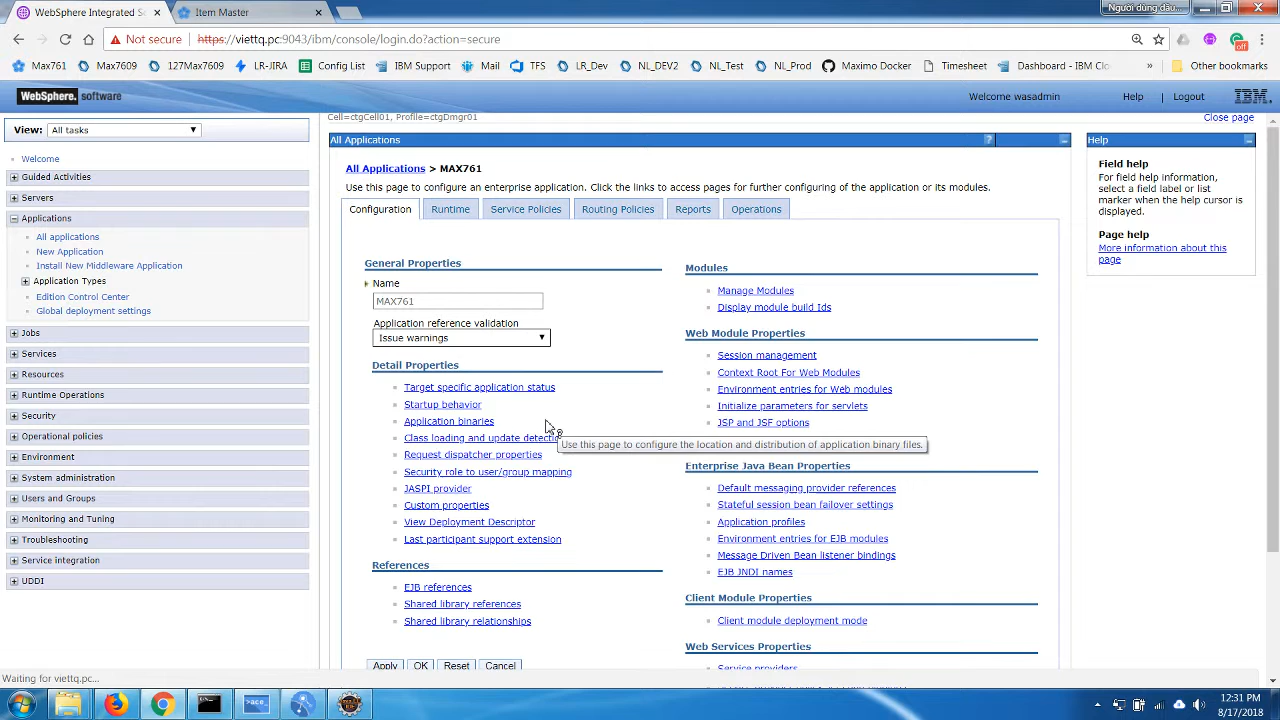 WebSphere Integrated S
Item Master
Người dùng đầu...
Not secure
https://viettq.pc:9043/ibm/console/login.do?action=secure
off
Max761
Max7609
127Max7609
LR-JIRA
Config List
IBM Support
Mail
TFS
LR_Dev
NL_DEV2
NL_Test
NL_Prod
Maximo Docker
Timesheet
Dashboard - IBM Clo
»
Other bookmarks
WebSphere. software
Welcome wasadmin
Help
Logout
IBM.
View: All tasks
Cell=ctgCell01, Profile=ctgDmgr01
Close page
Welcome
Guided Activities
Servers
Applications
All applications
New Application
Install New Middleware Application
Application Types
Edition Control Center
Global deployment settings
Jobs
Services
Resources
Runtime Operations
Security
Operational policies
Environment
System administration
Users and Groups
Monitoring and Tuning
Troubleshooting
Service integration
UDDI
All Applications
?
All Applications > MAX761
Use this page to configure an enterprise application. Click the links to access pages for further configuring of the application or its modules.
Configuration
Runtime
Service Policies
Routing Policies
Reports
Operations
General Properties
Name
MAX761
Application reference validation
Issue warnings
Detail Properties
Target specific application status
Startup behavior
Application binaries
Class loading and update detectio
Use this page to configure the location and distribution of application binary files.
Request dispatcher properties
Security role to user/group mapping
JASPI provider
Custom properties
View Deployment Descriptor
Last participant support extension
References
EJB references
Shared library references
Shared library relationships
Apply
OK
Reset
Cancel
Modules
Manage Modules
Display module build Ids
Web Module Properties
Session management
Context Root For Web Modules
Environment entries for Web modules
Initialize parameters for servlets
JSP and JSF options
Enterprise Java Bean Properties
Default messaging provider references
Stateful session bean failover settings
Application profiles
Environment entries for EJB modules
Message Driven Bean listener bindings
EJB JNDI names
Client Module Properties
Client module deployment mode
Web Services Properties
Service providers
Help
Field help
For field help information,
select a field label or list
marker when the help cursor is
displayed.
Page help
More information about this
page
Waiting for viettq.pc...
12:31 PM
8/17/2018